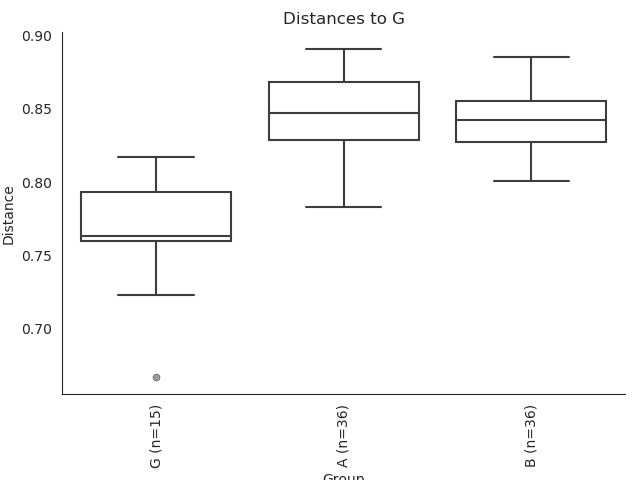 Distances to G
0.90
0.85
0.80
0.75
0.70
Distance
G (n=15)
A (n=36)
B (n=36)
Group